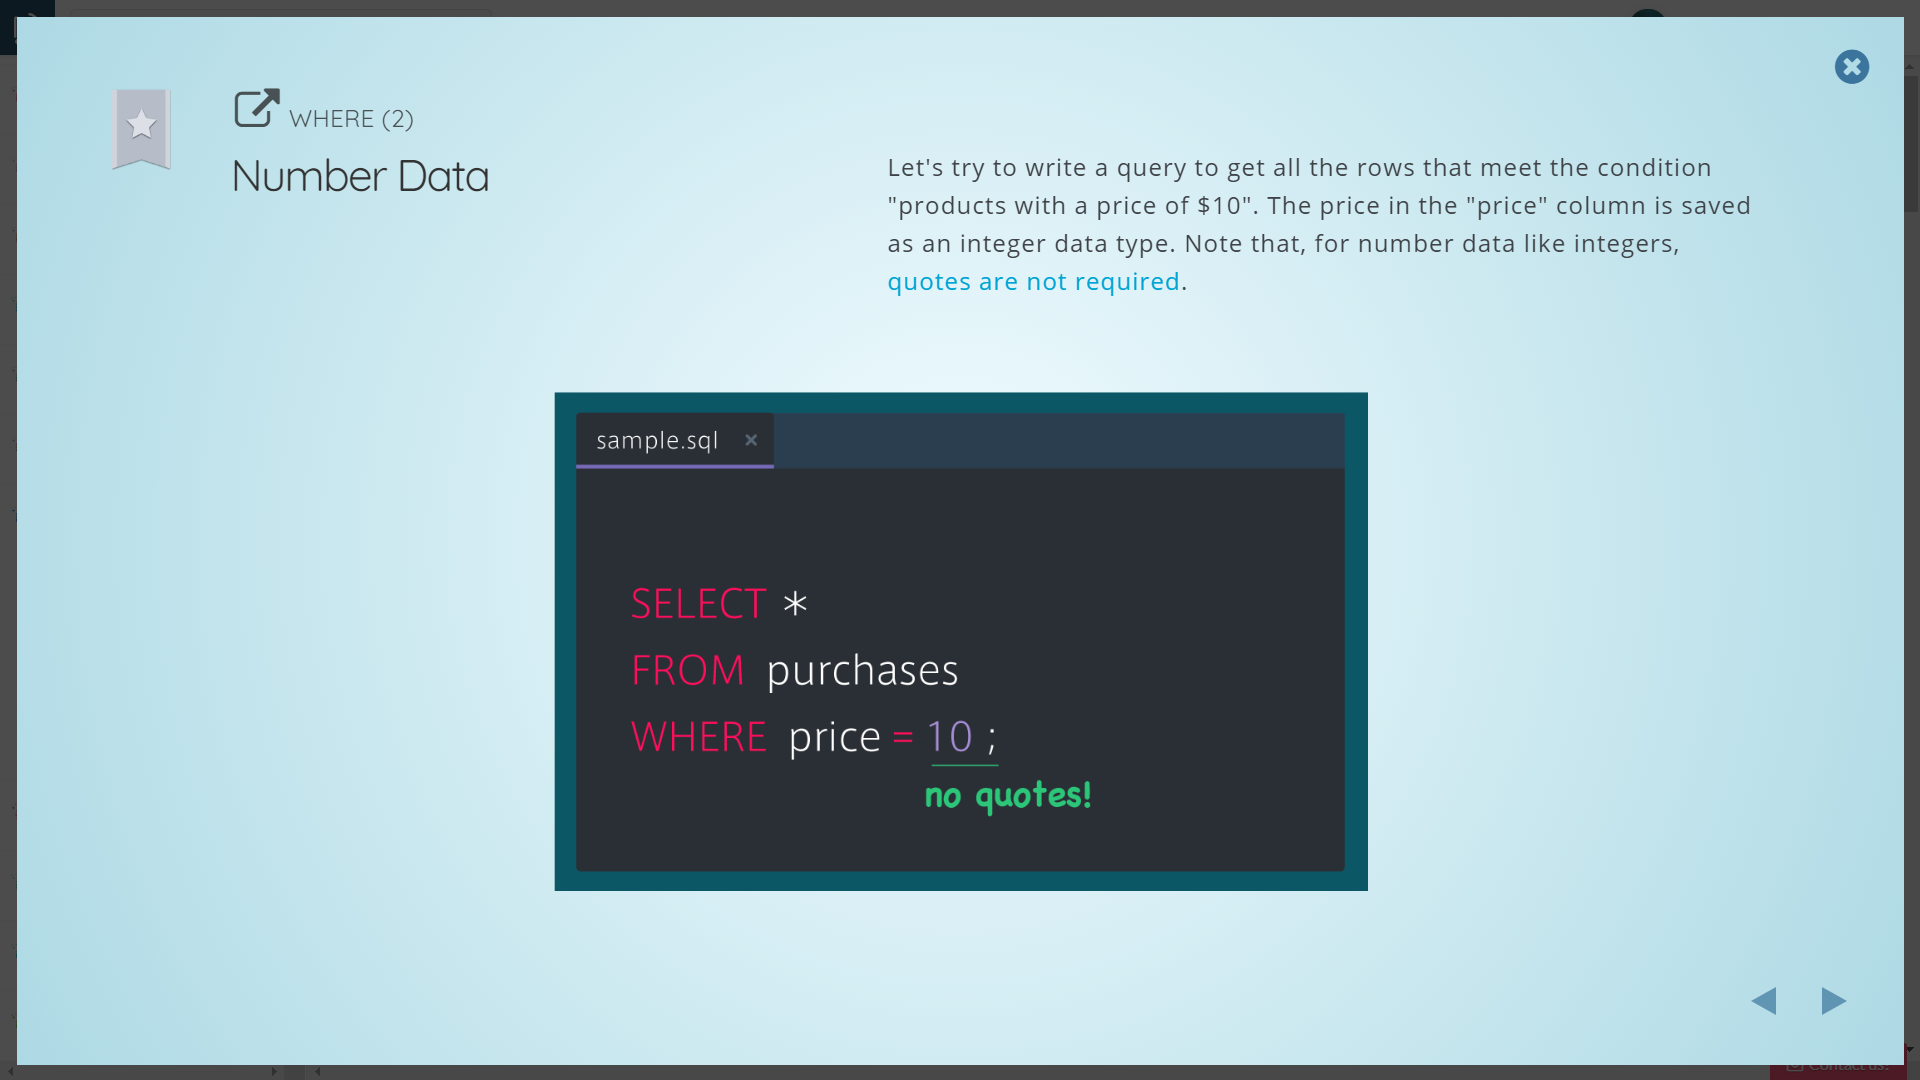 WHERE (2)
Number Data
Let's try to write a query to get all the rows that meet the condition
"products with a price of $10". The price in the "price" column is saved
as an integer data type. Note that, for number data like integers,
quotes are not required.
sample.sql
SELECT *
FROM purchases
WHERE price = 10 ;
no quotes!
Contact us!